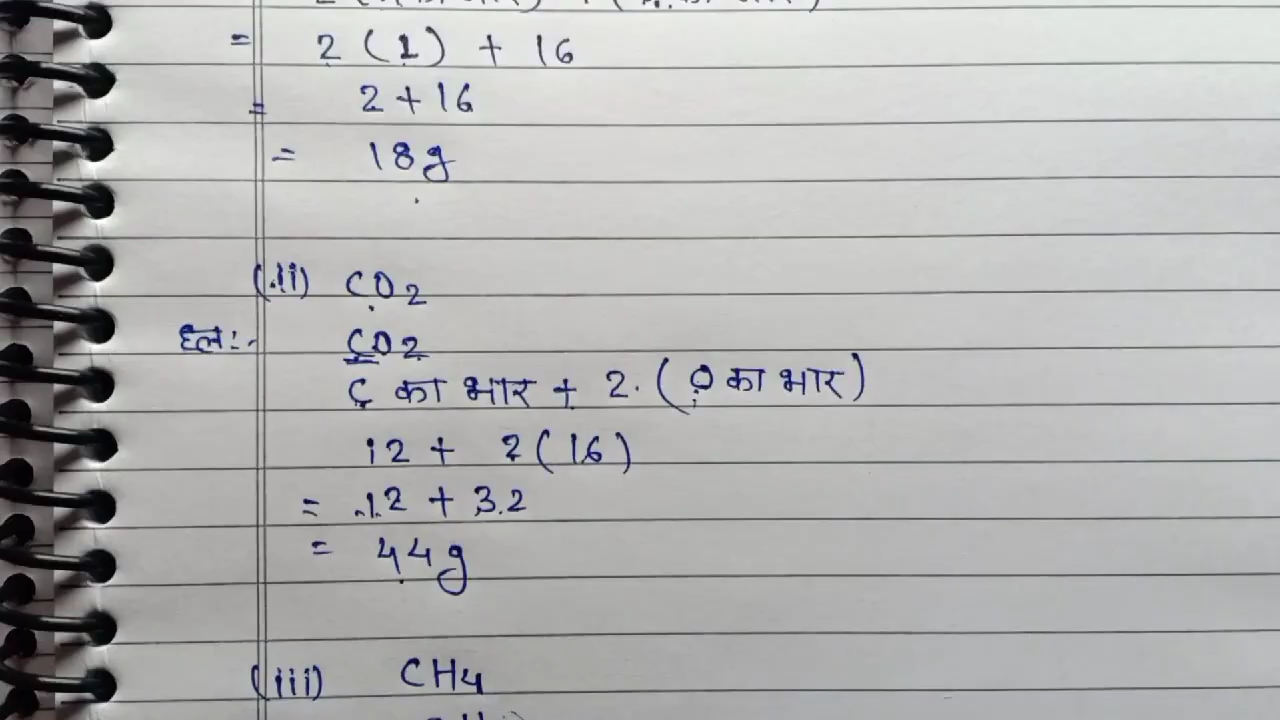 = 2 (1) + 16
= 2 + 16
= 18g
(ii) CO2
हल:- CO2
C का भार + 2. (O का भार)
12 + 2(16)
= 12 + 32
= 44g
(iii) CH4